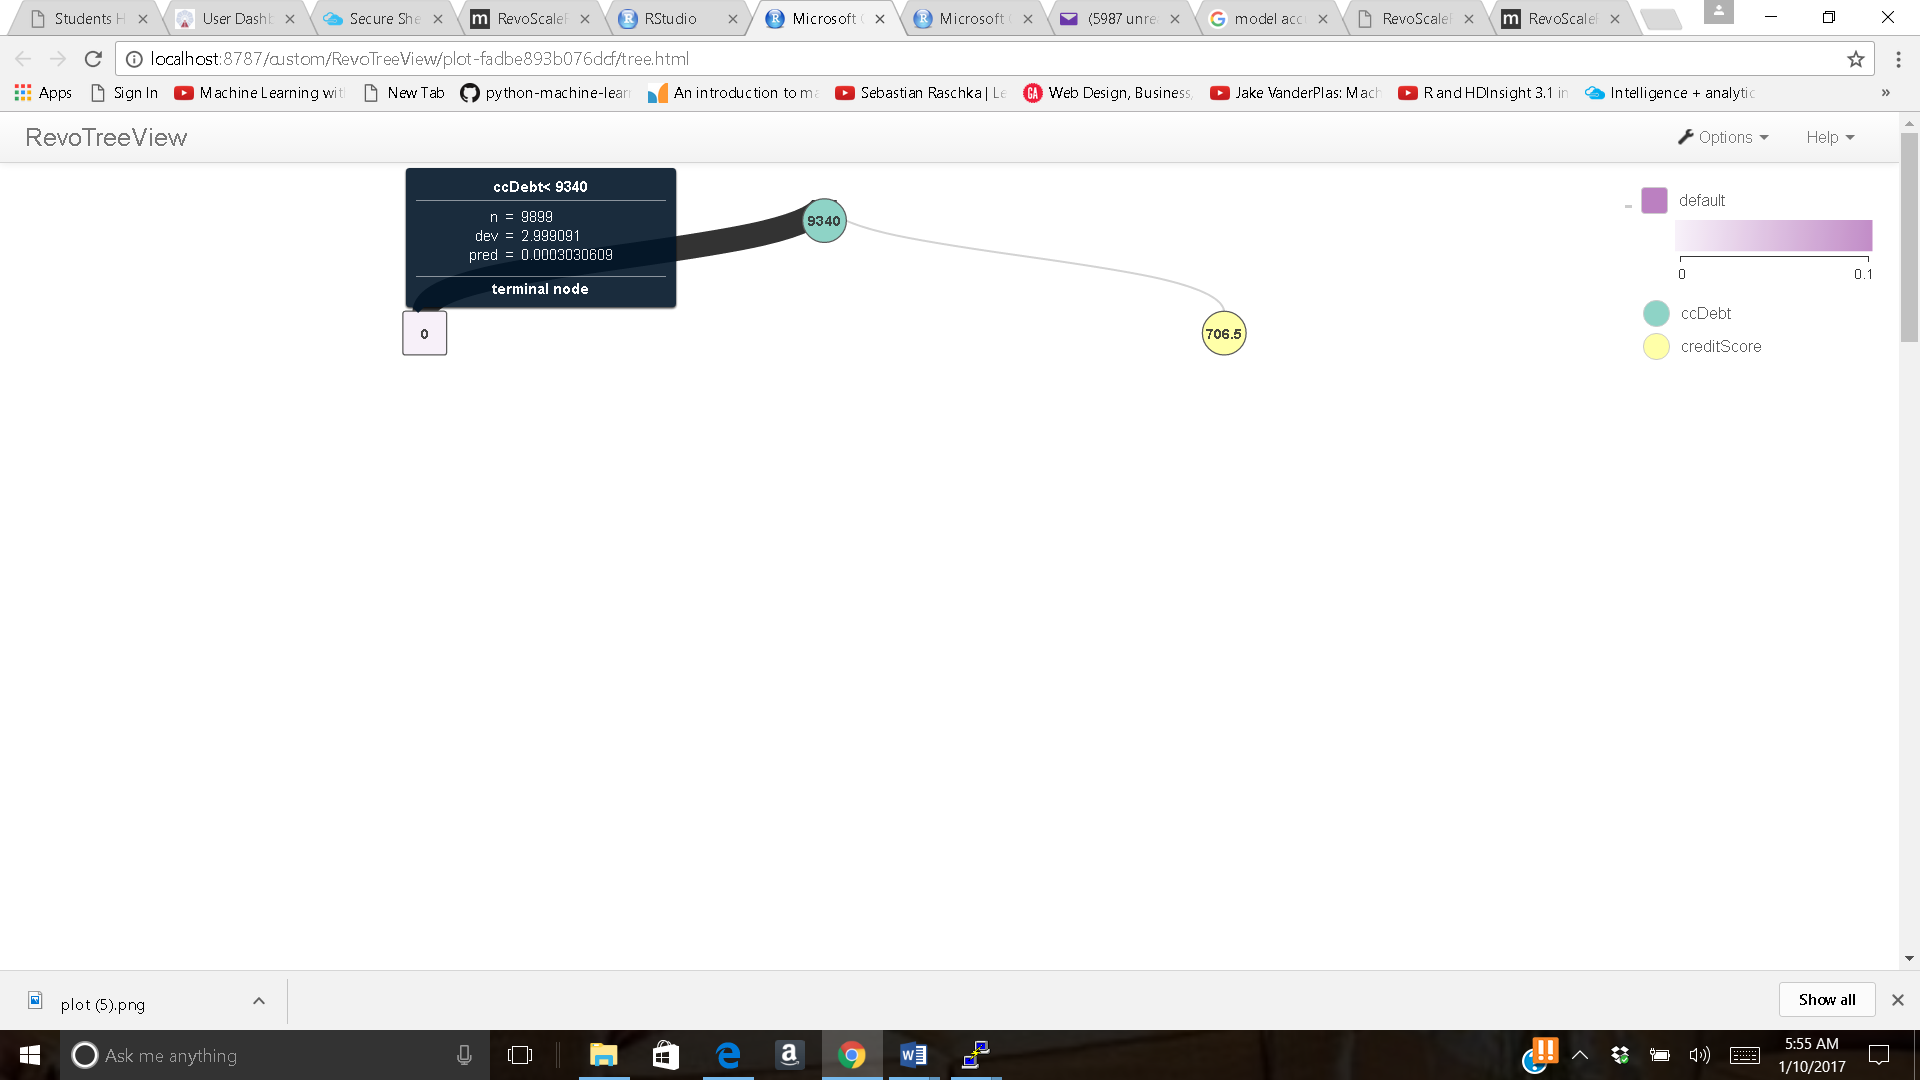 Students H
User Dashb
Secure She
RevoScaleR
RStudio
Microsoft
Microsoft
(5987 unre
model acc
RevoScaleR
RevoScaleR
localhost:8787/custom/RevoTreeView/plot-fadbe893b076dcf/tree.html
Apps
Sign In
Machine Learning wit
New Tab
python-machine-lear
An introduction to ma
Sebastian Raschka | Le
Web Design, Business,
Jake VanderPlas: Mach
R and HDInsight 3.1 in
Intelligence + analytic
»
RevoTreeView
Options
Help
ccDebt< 9340
n = 9899
dev = 2.999091
pred = 0.0003030609
terminal node
9340
0
706.5
default
0 0.1
ccDebt
creditScore
plot (5).png
Show all
Ask me anything
5:55 AM
1/10/2017